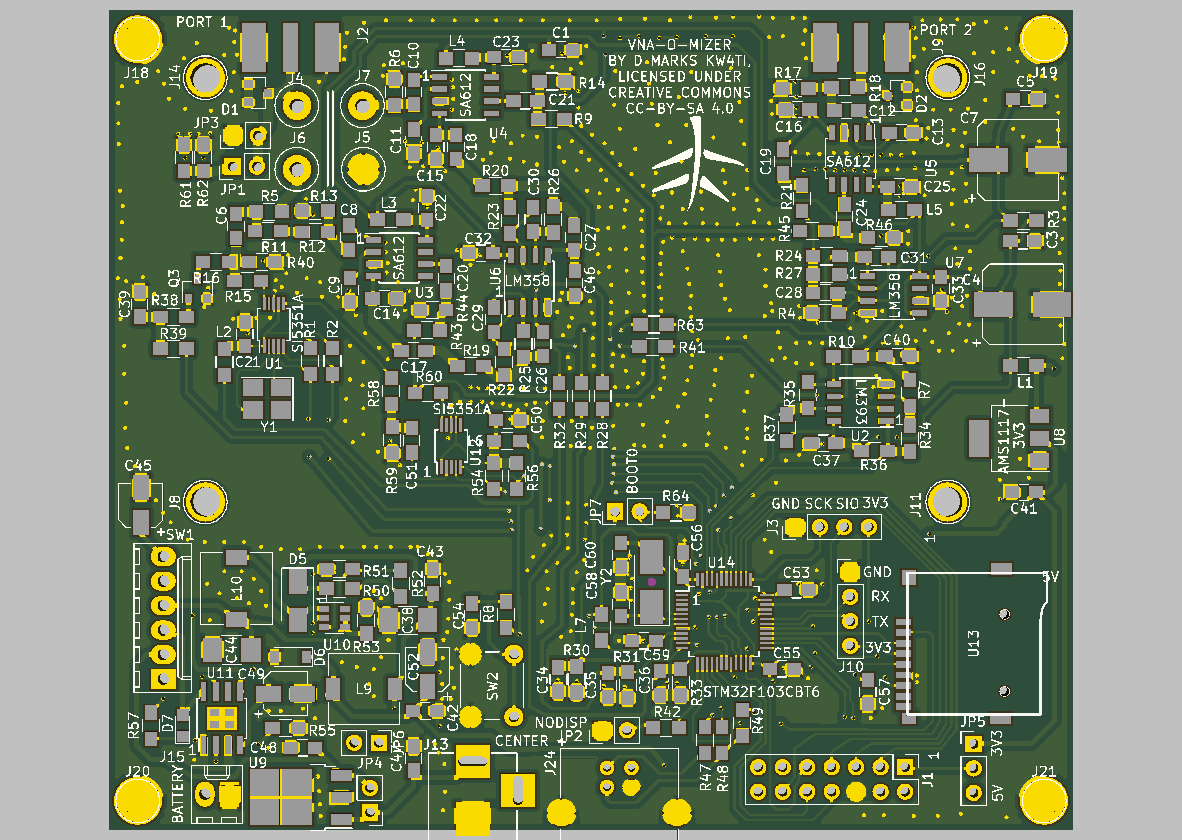 PORT 1
J2
L4
C23
C1
VNA-O-MIZER
BY D. MARKS KW4TI,
LICENSED UNDER
CREATIVE COMMONS
CC-BY-SA 4.0
PORT 2
J9
J16
J19
J18
J14
J4
J7
R6
C10
1
SA612
R14
C21
R9
U4
R17
R18
D2
C5
C16
C12
C13
C7
D1
JP3
J6
J5
C11
C18
C15
C19
SA612
U5
+
R61
R62
JP1
R20
C30
R26
R21
C25
C24
L5
R5
R13
C8
L3
C22
R23
C27
R45
R46
R3
C3
C6
R11
R12
1
SA612
C32
U6
LM358
C46
R24
C31
U7
C4
R16
R40
Q3
R15
C9
C14
U3
C20
R44
C29
R27
C28
R4
1
LM358
C33
+
C39
R38
R39
SI5351A
L2
R1
R2
C21
U1
Y1
R43
C17
R19
R22
R25
C26
R63
R41
R10
C40
L1
R58
R60
SI5351A
C50
R32
R29
R28
R35
LM393
R7
R37
U2
R34
C37
R36
AMS1117-
3V3
U8
C41
R59
C51
1
R54
R56
C45
+
J8
SW1
BOOT0
JP7
R64
GND SCK SIO 3V3
J3
J11
1
C43
D5
R51
R50
R52
L10
C38
C54
R8
C60
C58
Y2
C56
U14
1
C53
GND
RX
TX
3V3
J10
5V
U13
C44
D6
U10
R53
C52
L7
L9
SW2
C34
R30
C35
R31
C36
C59
R33
C55
C57
STM32F103CBT6
U11
C49
+
R57
D7
R55
C48
C42
R42
R49
NODISP
JP2
JP5
3V3
5V
J15
1
U9
JP6
JP4
J13
CENTER +
J24
R47
R48
1
J1
J20
BATTERY
J21